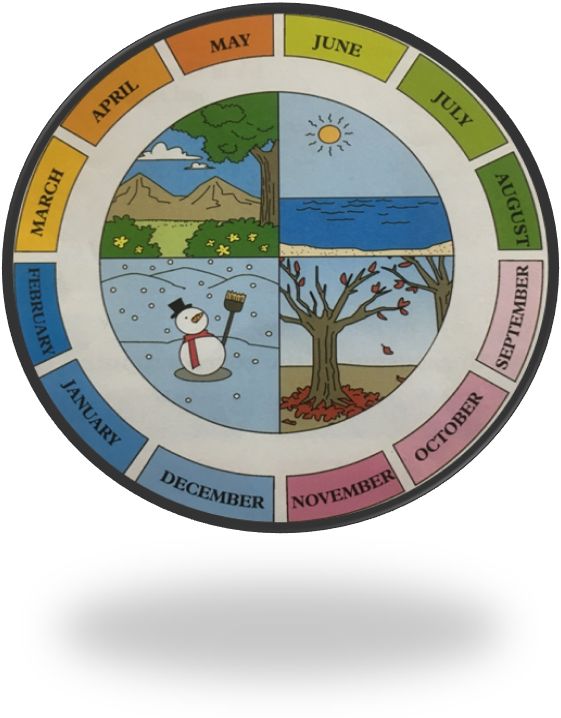 MAY
JUNE
JULY
AUGUST
SEPTEMBER
OCTOBER
NOVEMBER
DECEMBER
JANUARY
FEBRUARY
MARCH
APRIL